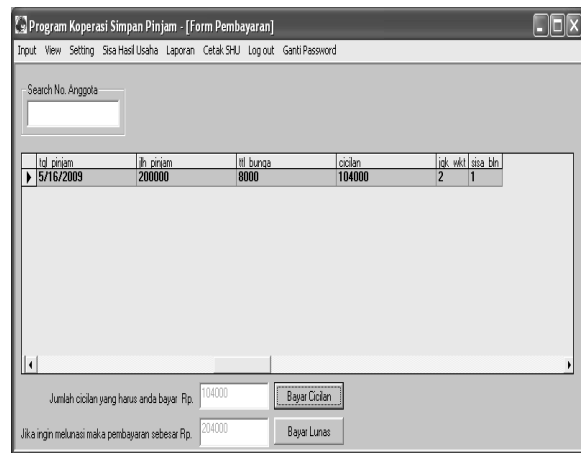 Program Koperasi Simpan Pinjam - [Form Pembayaran]
Input View Setting Sisa Hasil Usaha Laporan Cetak SHU Log out Ganti Password
Search No. Anggota
tgl_pinjam jlh_pinjam ttl_bunga cicilan jgk_wkt sisa_bln
5/16/2009 200000 8000 104000 2 1
Jumlah cicilan yang harus anda bayar Rp. 104000 Bayar Cicilan
Jika ingin melunasi maka pembayaran sebesar Rp. 204000 Bayar Lunas